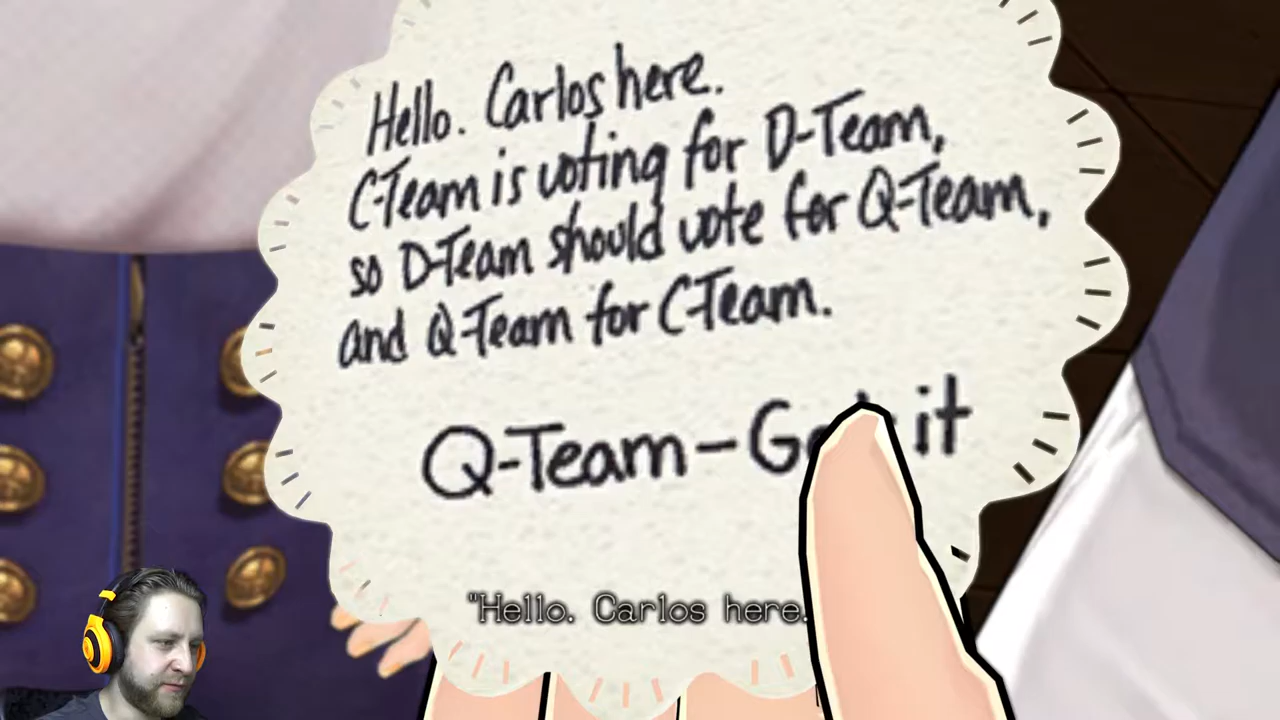 Hello. Carlos here.
C-Team is voting for D-Team,
so D-Team should vote for Q-Team,
and Q-Team for C-Team.
Q-Team-
it
"Hello. Carlos here.